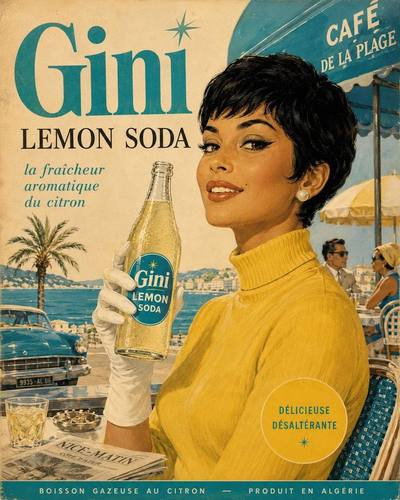 Gini
LEMON SODA
la fraîcheur
aromatique
du citron
CAFÉ
DE LA PLAGE
Gini
LEMON
SODA
NICE-MATIN
DÉLICIEUSE
DÉSALTÉRANTE
BOISSON GAZEUSE AU CITRON — PRODUIT EN ALGÉRIE